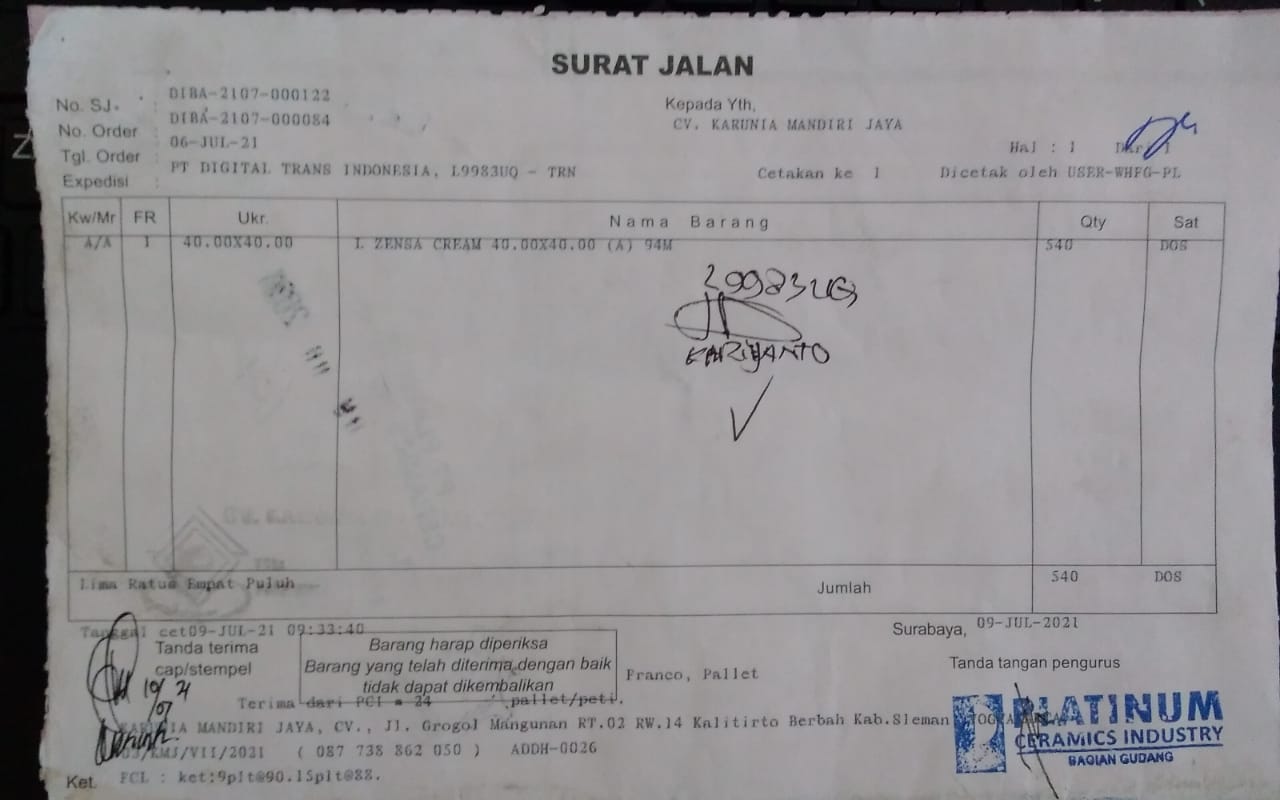 SURAT JALAN
No. SJ. : DIBA-2107-000122
No. Order : DIBA-2107-000084
Tgl. Order : 06-JUL-21
Expedisi : PT DIGITAL TRANS INDONESIA, L9983UQ - TRN
Kepada Yth,
CV. KARUNIA MANDIRI JAYA
Hal : 1 Dari 1
Cetakan ke 1 Dicetak oleh USER-WHFG-PL
Kw/Mr FR Ukr. Nama Barang Qty Sat
A/A 1 40.00X40.00 L ZENSA CREAM 40.00X40.00 (A) 94M 540 DOS
KARIYANTO
Lima Ratus Empat Puluh Jumlah 540 DOS
Tanggal cet09-JUL-21 09:33:40
Surabaya, 09-JUL-2021
Tanda terima
cap/stempel
Barang harap diperiksa
Barang yang telah diterima dengan baik
tidak dapat dikembalikan
Franco, Pallet
Tanda tangan pengurus
10/07 21
Terima dari PCI = 24 pallet/peti.
KARUNIA MANDIRI JAYA, CV., Jl. Grogol Mangunan RT.02 RW.14 Kalitirto Berbah Kab.Sleman
/KMJ/VII/2021 ( 087 738 862 050 ) ADDH-0026
Ket. FCL : ket:9plt@90.15plt@88.
PLATINUM
CERAMICS INDUSTRY
BAGIAN GUDANG